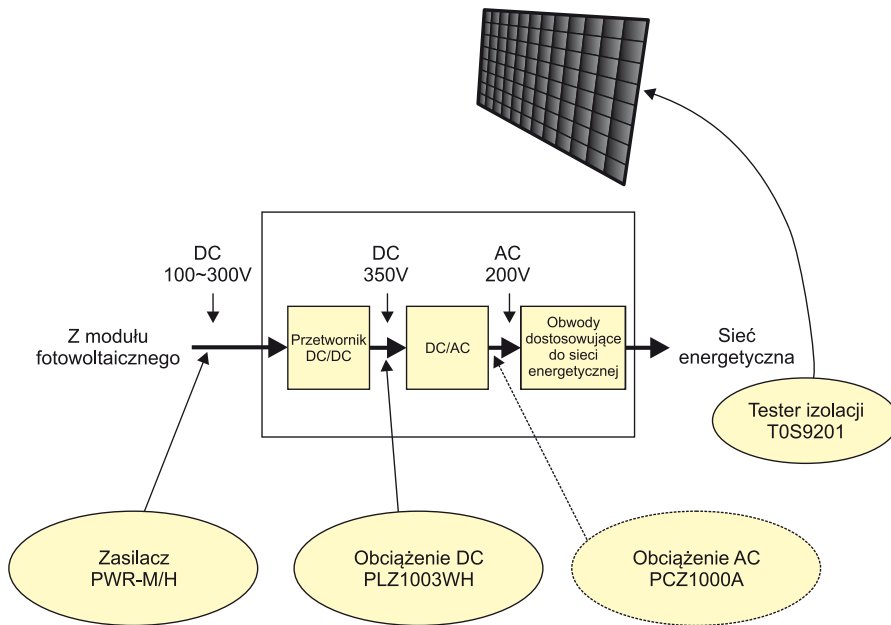 DC
100~300V
DC
350V
AC
200V
Z modułu
fotowoltaicznego
Przetwornik
DC/DC
DC/AC
Obwody
dostosowujące
do sieci
energetycznej
Sieć
energetyczna
Tester izolacji
T0S9201
Zasilacz
PWR-M/H
Obciążenie DC
PLZ1003WH
Obciążenie AC
PCZ1000A